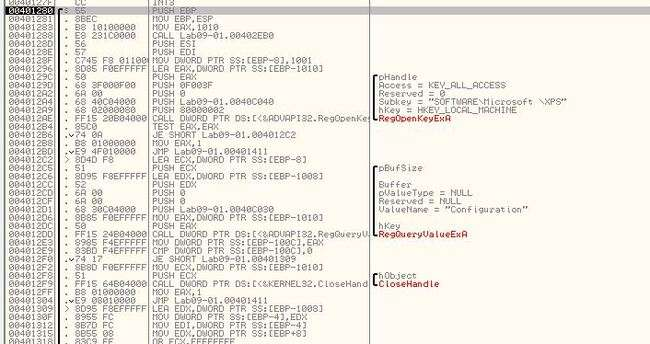 0040127F CC INT3
00401280 $ 55 PUSH EBP
00401281 . 8BEC MOV EBP,ESP
00401283 . B8 10100000 MOV EAX,1010
00401288 . E8 231C0000 CALL Lab09-01.00402EB0
0040128D . 56 PUSH ESI
0040128E . 57 PUSH EDI
0040128F . C745 F8 011000 MOV DWORD PTR SS:[EBP-8],1001
00401296 . 8D85 F0EFFFFF LEA EAX,DWORD PTR SS:[EBP-1010]
0040129C . 50 PUSH EAX pHandle
0040129D . 68 3F000F00 PUSH 0F003F Access = KEY_ALL_ACCESS
004012A2 . 6A 00 PUSH 0 Reserved = 0
004012A4 . 68 40C04000 PUSH Lab09-01.0040C040 Subkey = "SOFTWARE\Microsoft \XPS"
004012A9 . 68 02000080 PUSH 80000002 hKey = HKEY_LOCAL_MACHINE
004012AE . FF15 20B04000 CALL DWORD PTR DS:[<&ADVAPI32.RegOpenKe RegOpenKeyExA
004012B4 . 85C0 TEST EAX,EAX
004012B6 . 74 0A JE SHORT Lab09-01.004012C2
004012B8 . B8 01000000 MOV EAX,1
004012BD . E9 4F010000 JMP Lab09-01.00401411
004012C2 > 8D4D F8 LEA ECX,DWORD PTR SS:[EBP-8]
004012C5 . 51 PUSH ECX pBufSize
004012C6 . 8D95 F8EFFFFF LEA EDX,DWORD PTR SS:[EBP-1008]
004012CC . 52 PUSH EDX Buffer
004012CD . 6A 00 PUSH 0 pValueType = NULL
004012CF . 6A 00 PUSH 0 Reserved = NULL
004012D1 . 68 30C04000 PUSH Lab09-01.0040C030 ValueName = "Configuration"
004012D6 . 8B85 F0EFFFFF MOV EAX,DWORD PTR SS:[EBP-1010]
004012DC . 50 PUSH EAX hKey
004012DD . FF15 24B04000 CALL DWORD PTR DS:[<&ADVAPI32.RegQueryV RegQueryValueExA
004012E3 . 8985 F4EFFFFF MOV DWORD PTR SS:[EBP-100C],EAX
004012E9 . 83BD F4EFFFFF CMP DWORD PTR SS:[EBP-100C],0
004012F0 . 74 17 JE SHORT Lab09-01.00401309
004012F2 . 8B8D F0EFFFFF MOV ECX,DWORD PTR SS:[EBP-1010]
004012F8 . 51 PUSH ECX hObject
004012F9 . FF15 64B04000 CALL DWORD PTR DS:[<&KERNEL32.CloseHand CloseHandle
004012FF . B8 01000000 MOV EAX,1
00401304 . E9 08010000 JMP Lab09-01.00401411
00401309 > 8D95 F8EFFFFF LEA EDX,DWORD PTR SS:[EBP-1008]
0040130F . 8955 FC MOV DWORD PTR SS:[EBP-4],EDX
00401312 . 8B7D FC MOV EDI,DWORD PTR SS:[EBP-4]
00401315 . 8B55 08 MOV EDX,DWORD PTR SS:[EBP+8]
00401318 . 83C9 FF OR ECX,FFFFFFFF